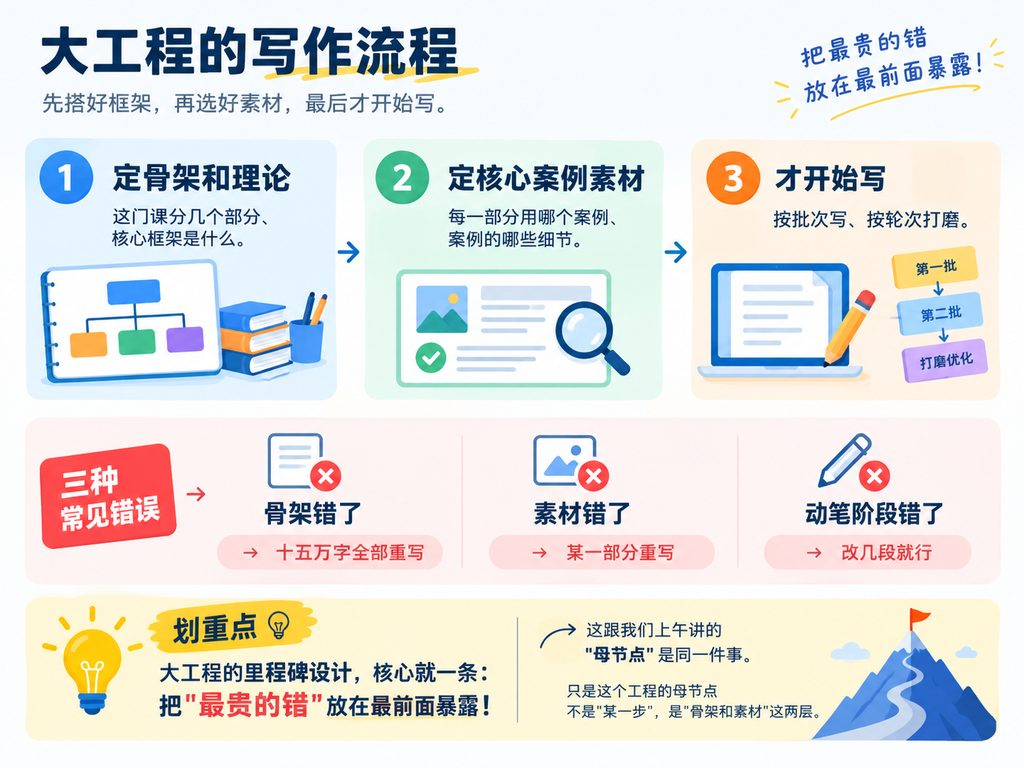 大工程的写作流程
先搭好框架，再选好素材，最后才开始写。
把最贵的错
放在最前面暴露！
1 定骨架和理论
这门课分几个部分、
核心框架是什么。
2 定核心案例素材
每一部分用哪个案例、
案例的哪些细节。
3 才开始写
按批次写、按轮次打磨。
第一批
第二批
打磨优化
三种
常见错误
骨架错了
→ 十五万字全部重写
素材错了
→ 某一部分重写
动笔阶段错了
→ 改几段就行
划重点
大工程的里程碑设计，核心就一条：
把"最贵的错"放在最前面暴露！
这跟我们上午讲的
"母节点"是同一件事。
只是这个工程的母节点
不是"某一步"，是"骨架和素材"这两层。